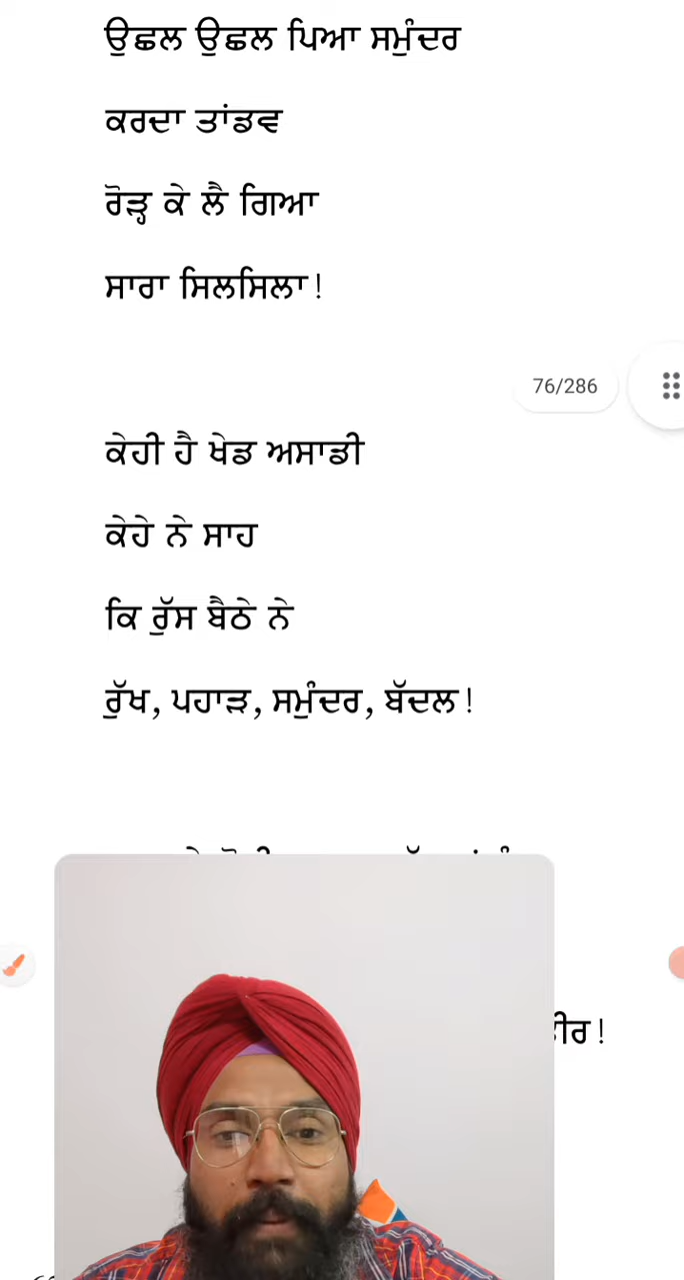 ਉਛਲ ਉਛਲ ਪਿਆ ਸਮੁੰਦਰ
ਕਰਦਾ ਤਾਂਡਵ
ਰੋੜ੍ਹ ਕੇ ਲੈ ਗਿਆ
ਸਾਰਾ ਸਿਲਸਿਲਾ!
76/286
ਕੇਹੀ ਹੈ ਖੇਡ ਅਸਾਡੀ
ਕੇਹੇ ਨੇ ਸਾਹ
ਕਿ ਰੁੱਸ ਬੈਠੇ ਨੇ
ਰੁੱਖ, ਪਹਾੜ, ਸਮੁੰਦਰ, ਬੱਦਲ!